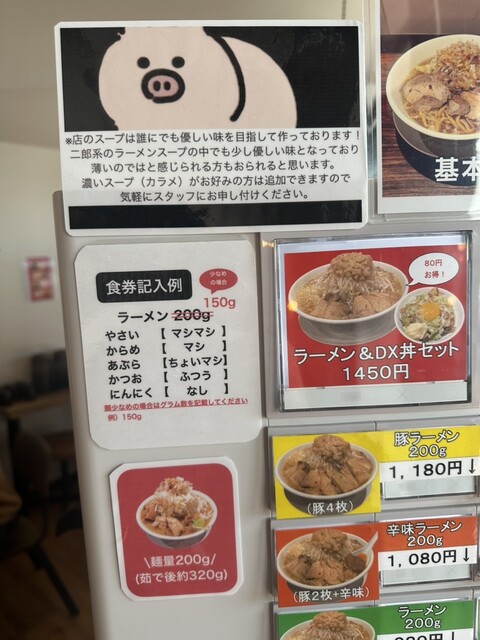 ※店のスープは誰にでも優しい味を目指して作っております！
二郎系のラーメンスープの中でも少し優しい味となっており
薄いのではと感じられる方もおられると思います。
濃いスープ（カラメ）がお好みの方は追加できますので
気軽にスタッフにお申し付けください。
基本
食券記入例
少なめ
の場合
150g
ラーメン 200g
やさい 【 マシマシ 】
からめ 【 マシ 】
あぶら 【ちょいマシ】
かつお 【 ふつう 】
にんにく 【 なし 】
麺少なめの場合はグラム数を記載してください
例）150g
80円
お得！
ラーメン＆DX丼セット
1450円
豚ラーメン
200g
1,180円↓
（豚4枚）
辛味ラーメン
200g
1,080円↓
（豚2枚+辛味）
ラーメン
200g
\麺量200g/
(茹で後約320g)